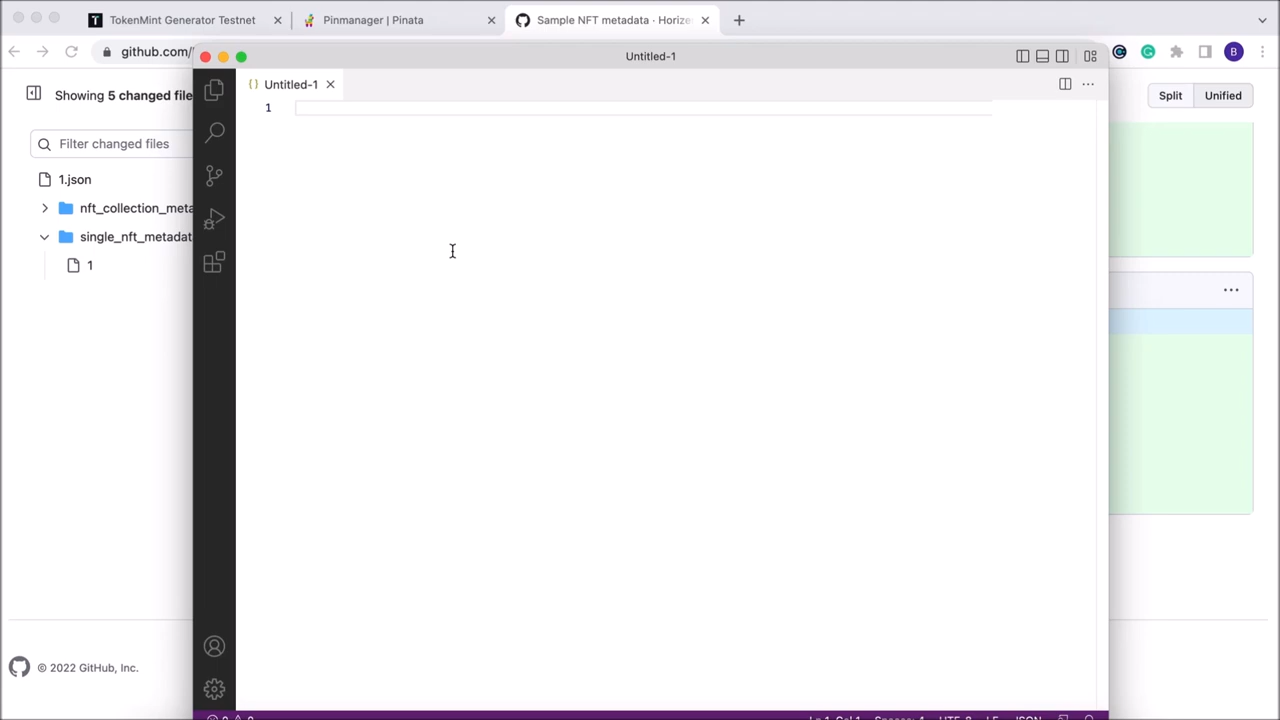 TokenMint Generator Testnet
Pinmanager | Pinata
Sample NFT metadata · Horize
github.com/
B
Untitled-1
Showing 5 changed file
Untitled-1
Split
Unified
1
Filter changed files
1.json
nft_collection_meta
single_nft_metadat
1
© 2022 GitHub, Inc.